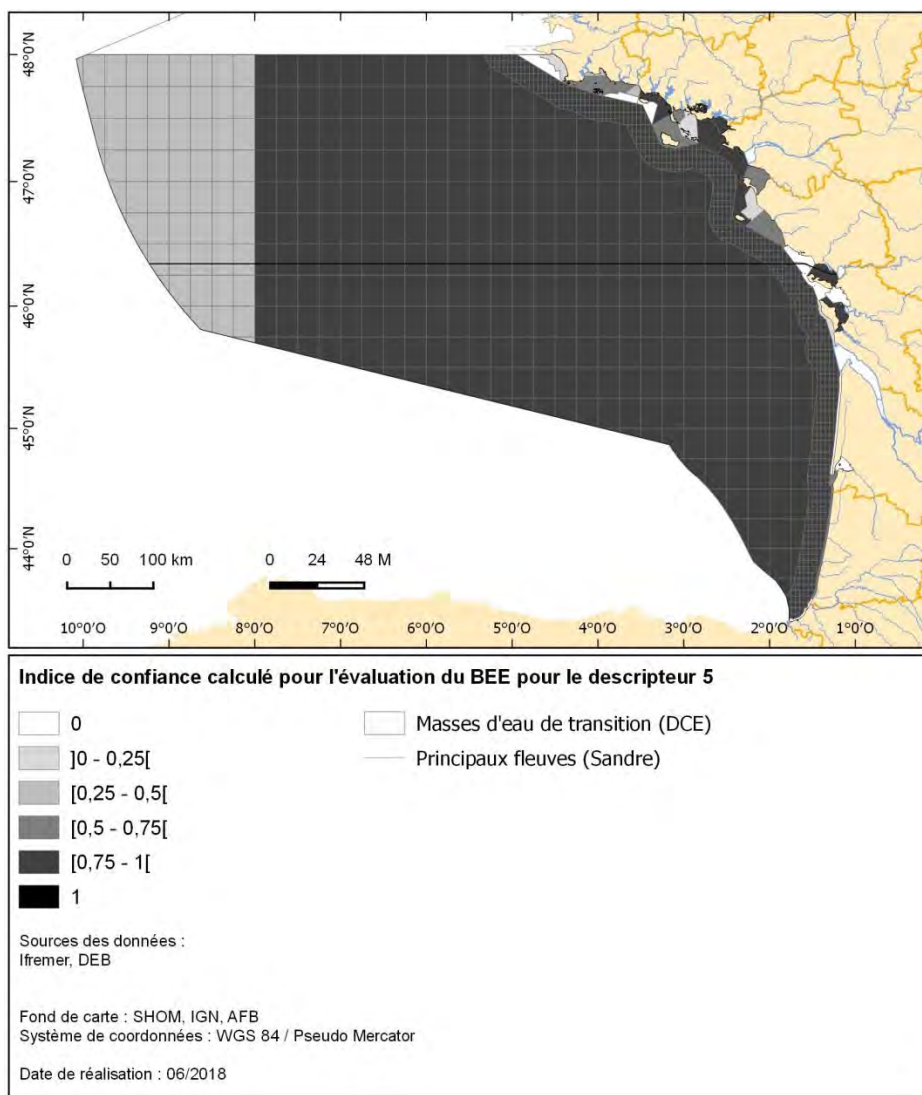 48°0'N
47°0'N
46°0'N
45°0'N
44°0'N
0 50 100 km
0 24 48 M
10°0'O 9°0'O 8°0'O 7°0'O 6°0'O 5°0'O 4°0'O 3°0'O 2°0'O 1°0'O
Indice de confiance calculé pour l'évaluation du BEE pour le descripteur 5
0
]0 - 0,25[
[0,25 - 0,5[
[0,5 - 0,75[
[0,75 - 1[
1
Masses d'eau de transition (DCE)
Principaux fleuves (Sandre)
Sources des données :
Ifremer, DEB
Fond de carte : SHOM, IGN, AFB
Système de coordonnées : WGS 84 / Pseudo Mercator
Date de réalisation : 06/2018